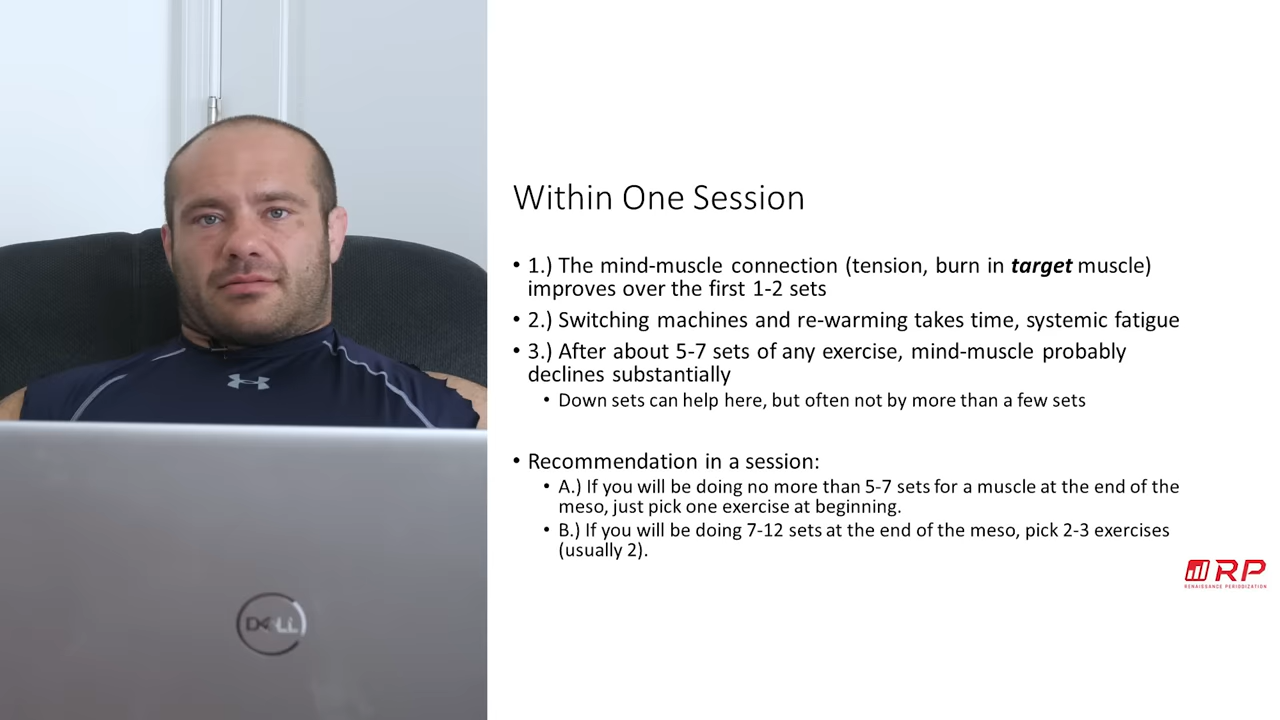 Within One Session
• 1.) The mind-muscle connection (tension, burn in target muscle)
improves over the first 1-2 sets
• 2.) Switching machines and re-warming takes time, systemic fatigue
• 3.) After about 5-7 sets of any exercise, mind-muscle probably
declines substantially
• Down sets can help here, but often not by more than a few sets
• Recommendation in a session:
• A.) If you will be doing no more than 5-7 sets for a muscle at the end of the
meso, just pick one exercise at beginning.
• B.) If you will be doing 7-12 sets at the end of the meso, pick 2-3 exercises
(usually 2).
RP
RENAISSANCE PERIODIZATION
DELL